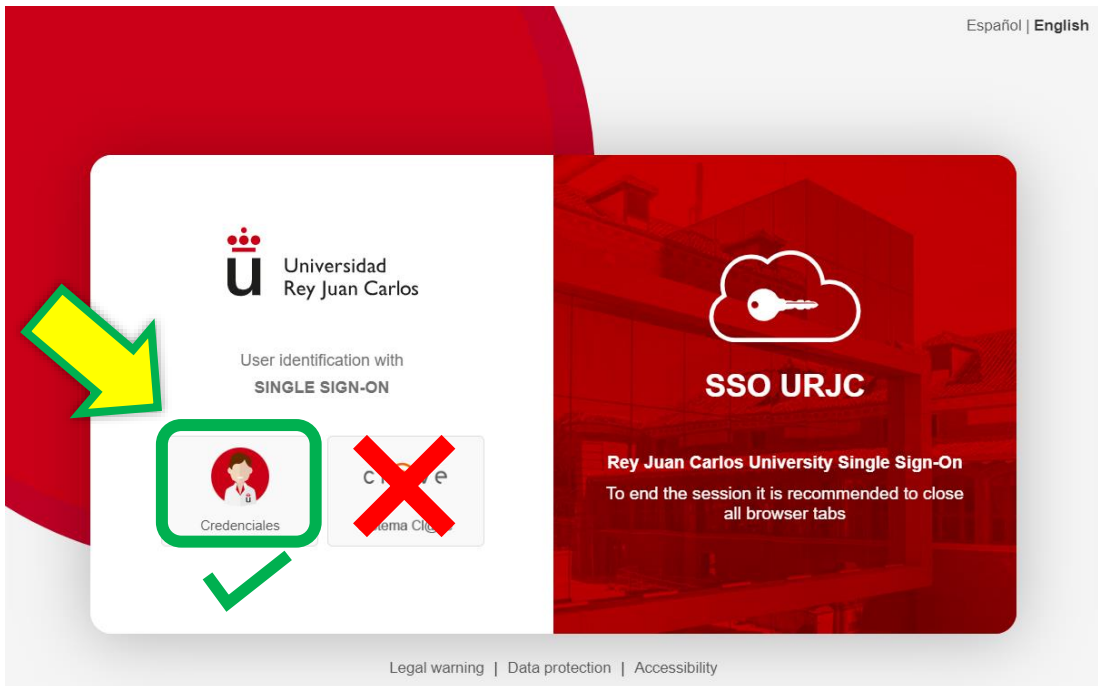 Español | English
Universidad
Rey Juan Carlos
User identification with
SINGLE SIGN-ON
Credenciales
SSO URJC
Rey Juan Carlos University Single Sign-On
To end the session it is recommended to close
all browser tabs
Legal warning | Data protection | Accessibility